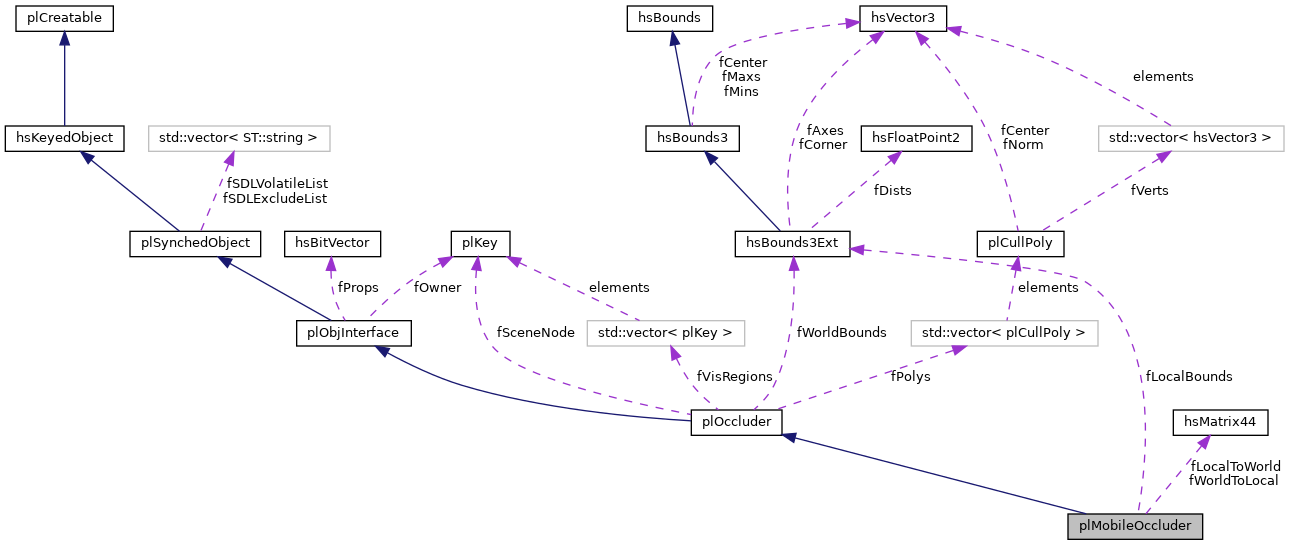 plCreatable
hsBounds
hsVector3
fCenter
fMaxs
fMins
elements
hsKeyedObject
std::vector< ST::string >
hsBounds3
fAxes
fCorner
hsFloatPoint2
fCenter
fNorm
std::vector< hsVector3 >
fSDLVolatileList
fSDLExcludeList
fDists
fVerts
plSynchedObject
hsBitVector
plKey
hsBounds3Ext
plCullPoly
fProps
fOwner
elements
elements
plObjInterface
fSceneNode
std::vector< plKey >
fWorldBounds
std::vector< plCullPoly >
fVisRegions
fPolys
fLocalBounds
plOccluder
hsMatrix44
fLocalToWorld
fWorldToLocal
plMobileOccluder